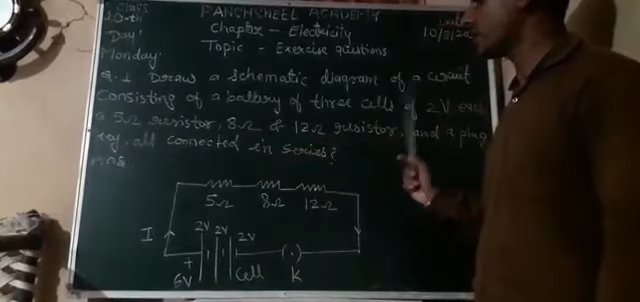 Class PANCHSHEEL ACADEMY Date
10th Chapter - Electricity 10/8/20
Day: Topic - Exercise questions
Monday
Q.1 Draw a schematic diagram of a circuit
Consisting of a battery of three cells of 2V each
a 5Ω resistor, 8Ω & 12Ω resistor, and a plug
key, all connected in series?
Ans.
5Ω 8Ω 12Ω
I 2V 2V 2V
+
6V Cell K